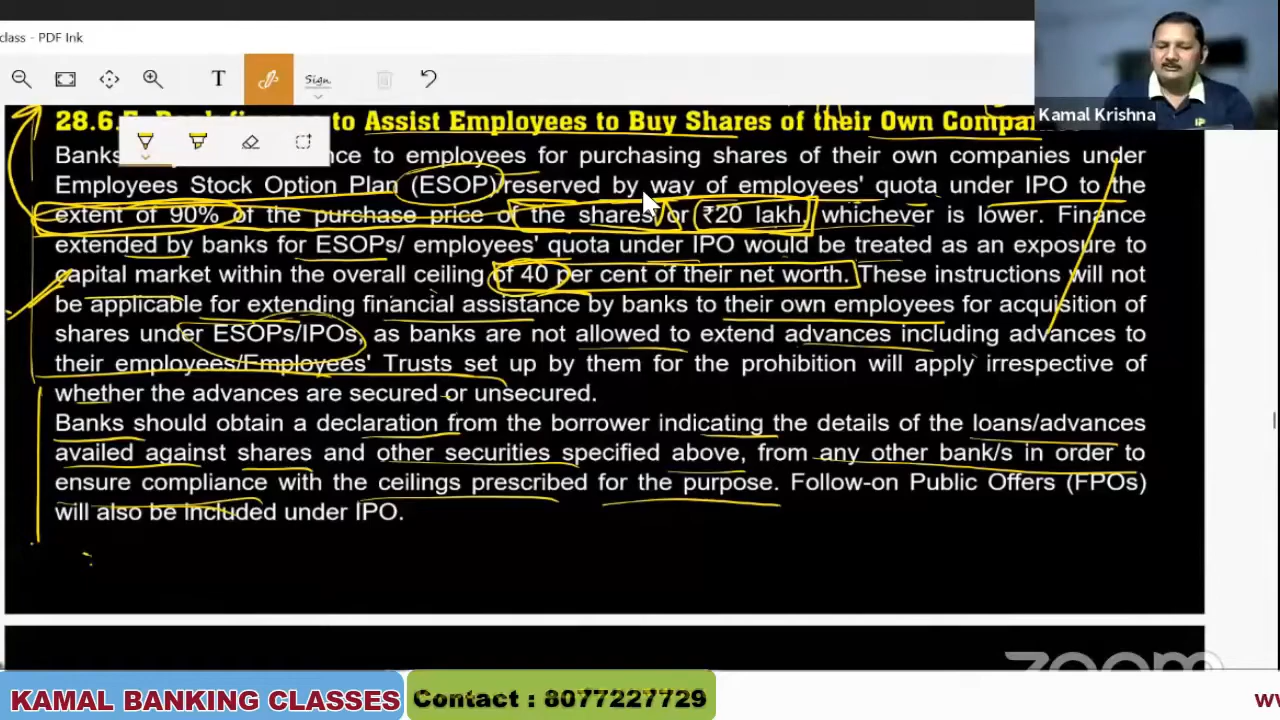 class - PDF Ink
T
Sign
Kamal Krishna
28.6. to Assist Employees to Buy Shares of their Own
Banks to employees for purchasing shares of their own companies under
Employees Stock Option Plan (ESOP)/reserved by way of employees' quota under IPO to the
extent of 90% of the purchase price of the shares or ₹20 lakh, whichever is lower. Finance
extended by banks for ESOPs/ employees' quota under IPO would be treated as an exposure to
capital market within the overall ceiling of 40 per cent of their net worth. These instructions will not
be applicable for extending financial assistance by banks to their own employees for acquisition of
shares under ESOPs/IPOs, as banks are not allowed to extend advances including advances to
their employees/Employees' Trusts set up by them for the prohibition will apply irrespective of
whether the advances are secured or unsecured.
Banks should obtain a declaration from the borrower indicating the details of the loans/advances
availed against shares and other securities specified above, from any other bank/s in order to
ensure compliance with the ceilings prescribed for the purpose. Follow-on Public Offers (FPOs)
will also be included under IPO.
zoom
KAMAL BANKING CLASSES
Contact : 8077227729
w